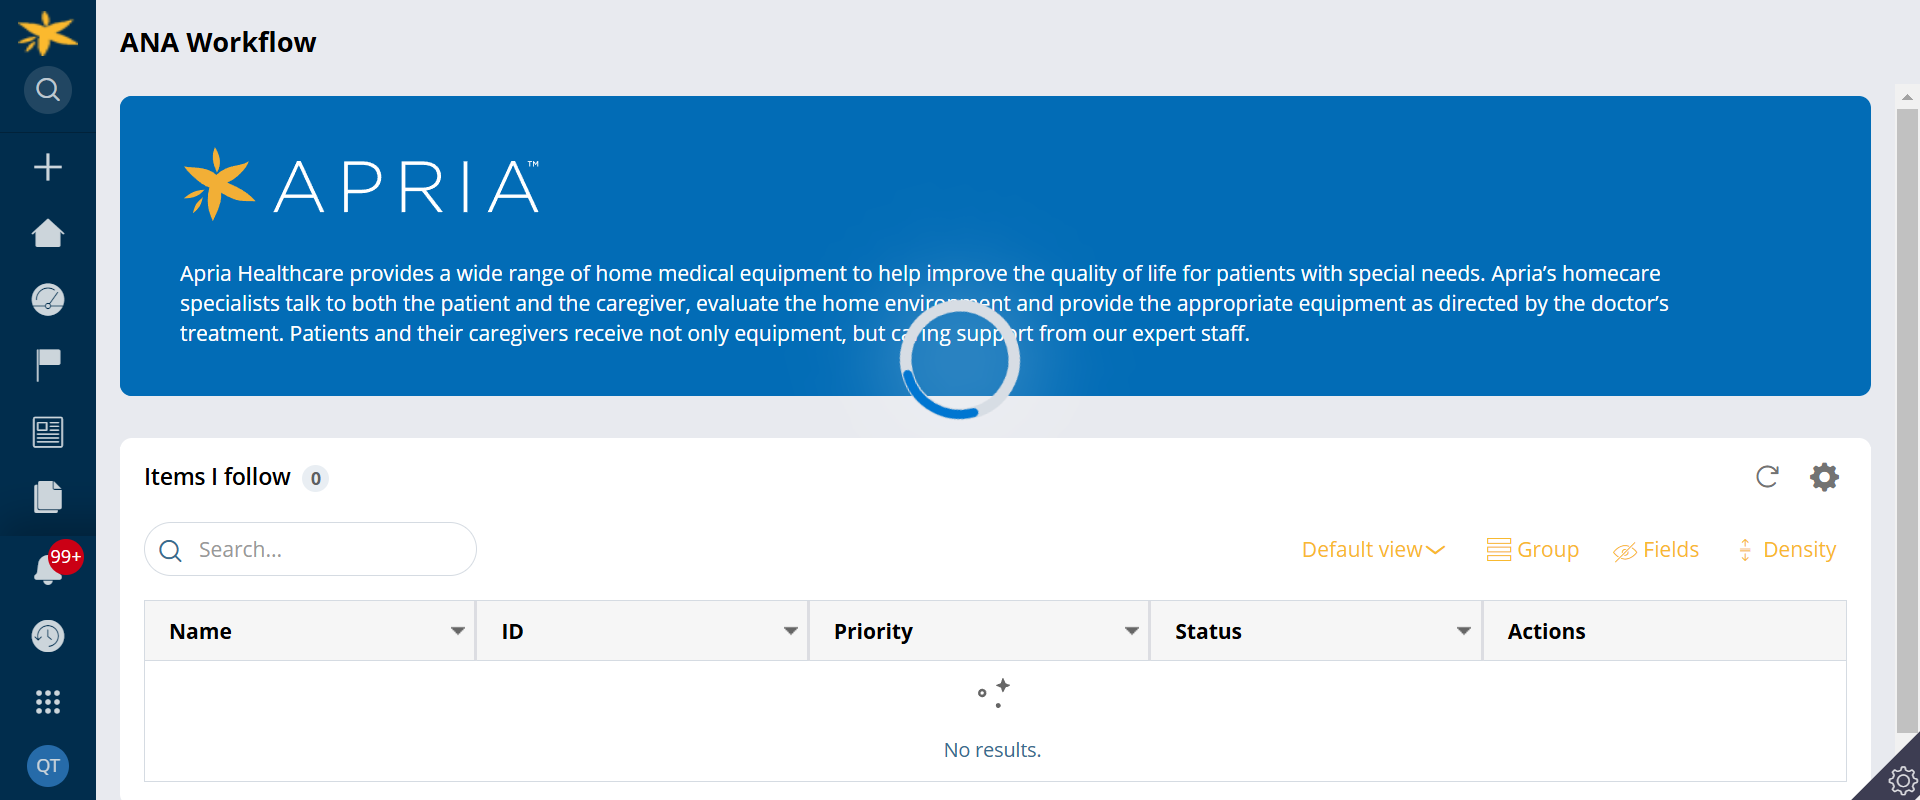 ANA Workflow
APRIA™
Apria Healthcare provides a wide range of home medical equipment to help improve the quality of life for patients with special needs. Apria’s homecare
specialists talk to both the patient and the caregiver, evaluate the home environment and provide the appropriate equipment as directed by the doctor’s
treatment. Patients and their caregivers receive not only equipment, but caring support from our expert staff.
Items I follow 0
Search...
Default view Group Fields Density
Name ID Priority Status Actions
No results.
99+
QT